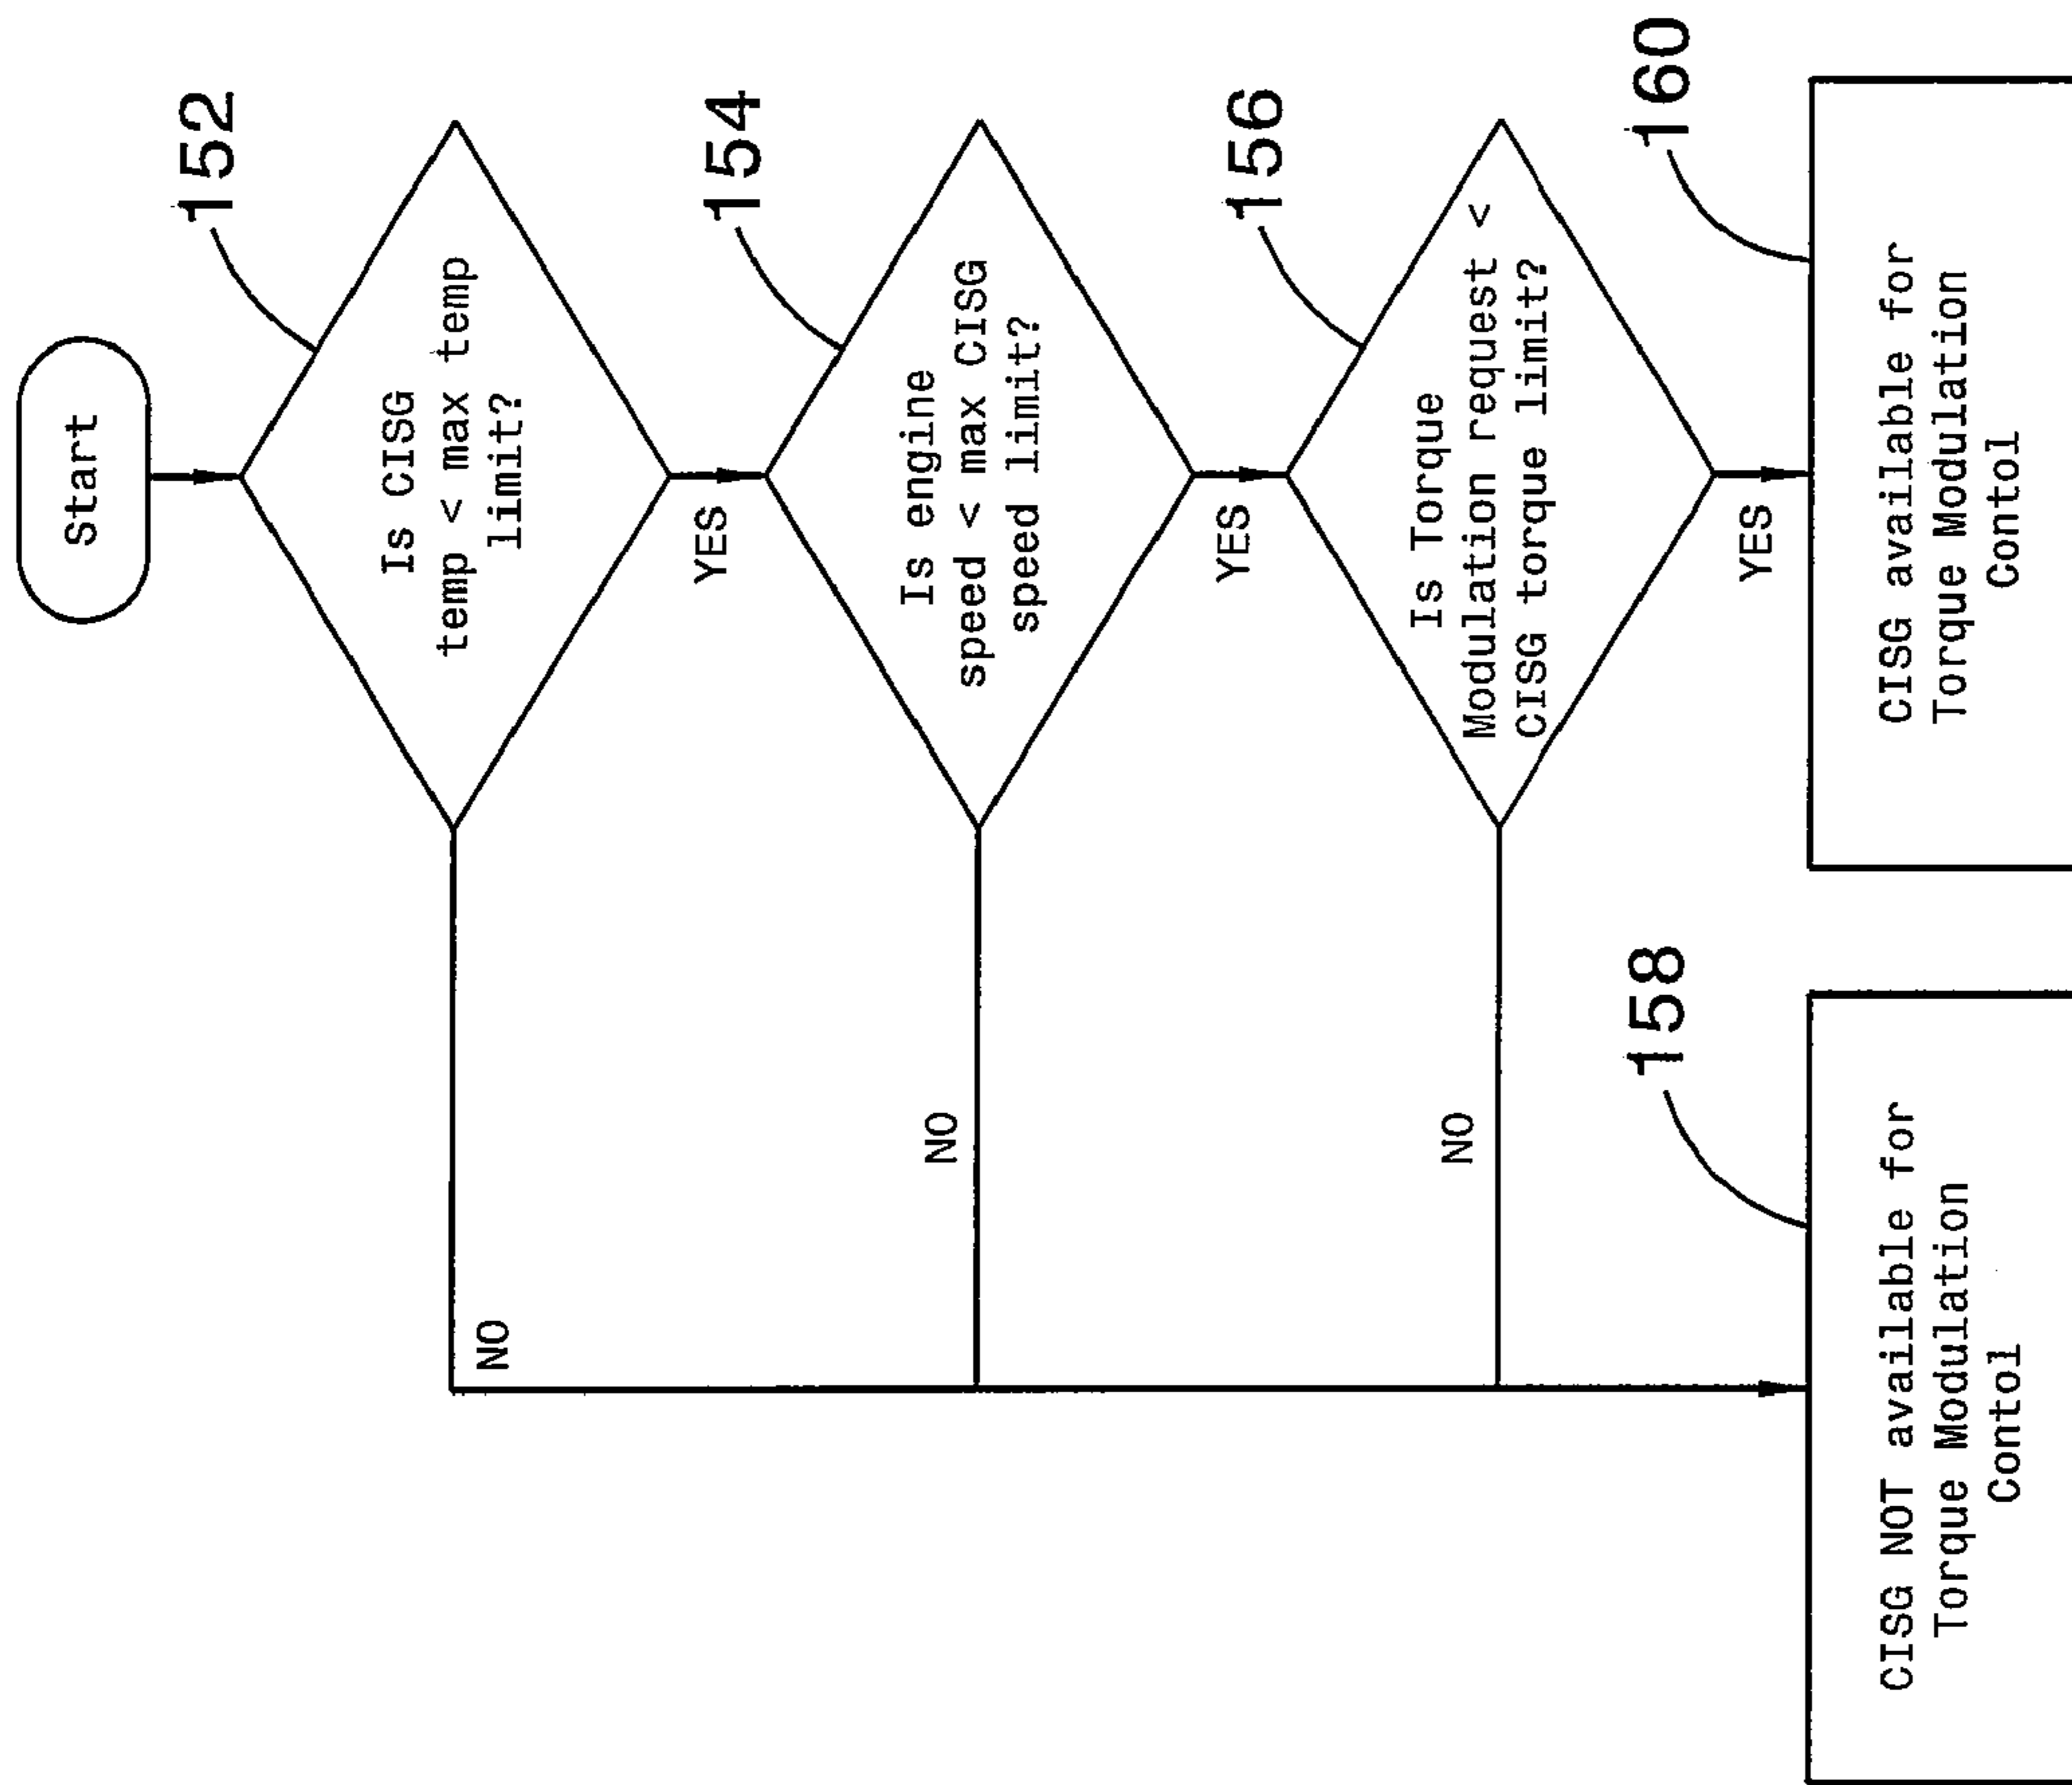 Start
152
Is CISG
temp < max temp
limit?
NO
YES
154
Is engine
speed < max CISG
speed limit?
NO
YES
156
Is Torque
Modulation request <
CISG torque limit?
NO
YES
158
CISG NOT available for
Torque Modulation
Contol
160
CISG available for
Torque Modulation
Contol